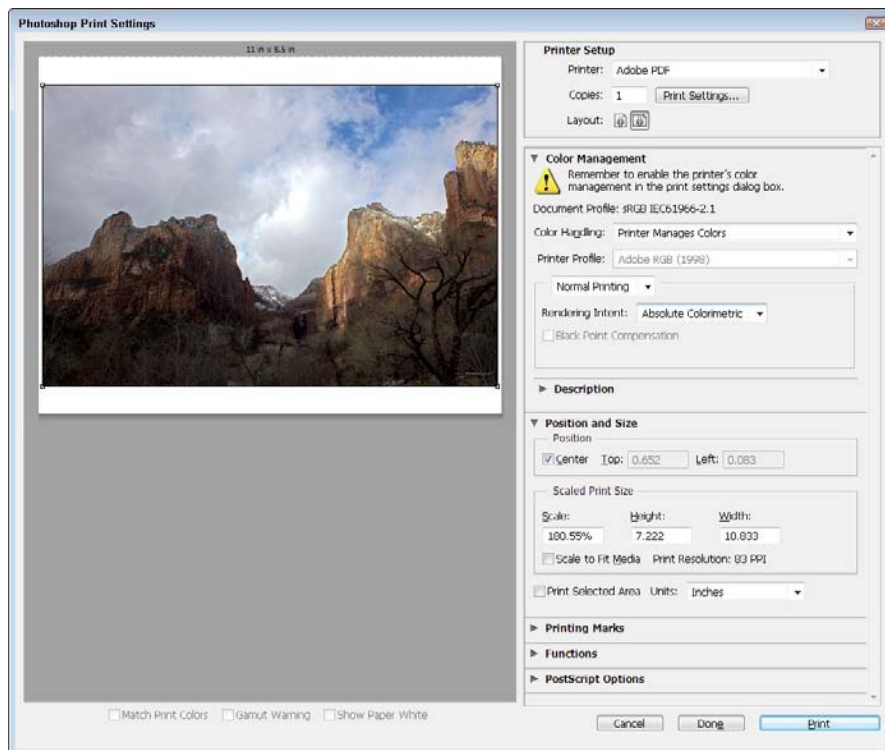 Photoshop Print Settings
11 in x 8.5 in
Printer Setup
Printer: Adobe PDF
Copies: 1 Print Settings...
Layout:
Color Management
Remember to enable the printer's color
management in the print settings dialog box.
Document Profile: sRGB IEC61966-2.1
Color Handling: Printer Manages Colors
Printer Profile: Adobe RGB (1998)
Normal Printing
Rendering Intent: Absolute Colorimetric
Black Point Compensation
Description
Position and Size
Position
Center Top: 0.652 Left: 0.083
Scaled Print Size
Scale: Height: Width:
180.55% 7.222 10.833
Scale to Fit Media Print Resolution: 83 PPI
Print Selected Area Units: Inches
Printing Marks
Functions
PostScript Options
Match Print Colors Gamut Warning Show Paper White
Cancel Done Print